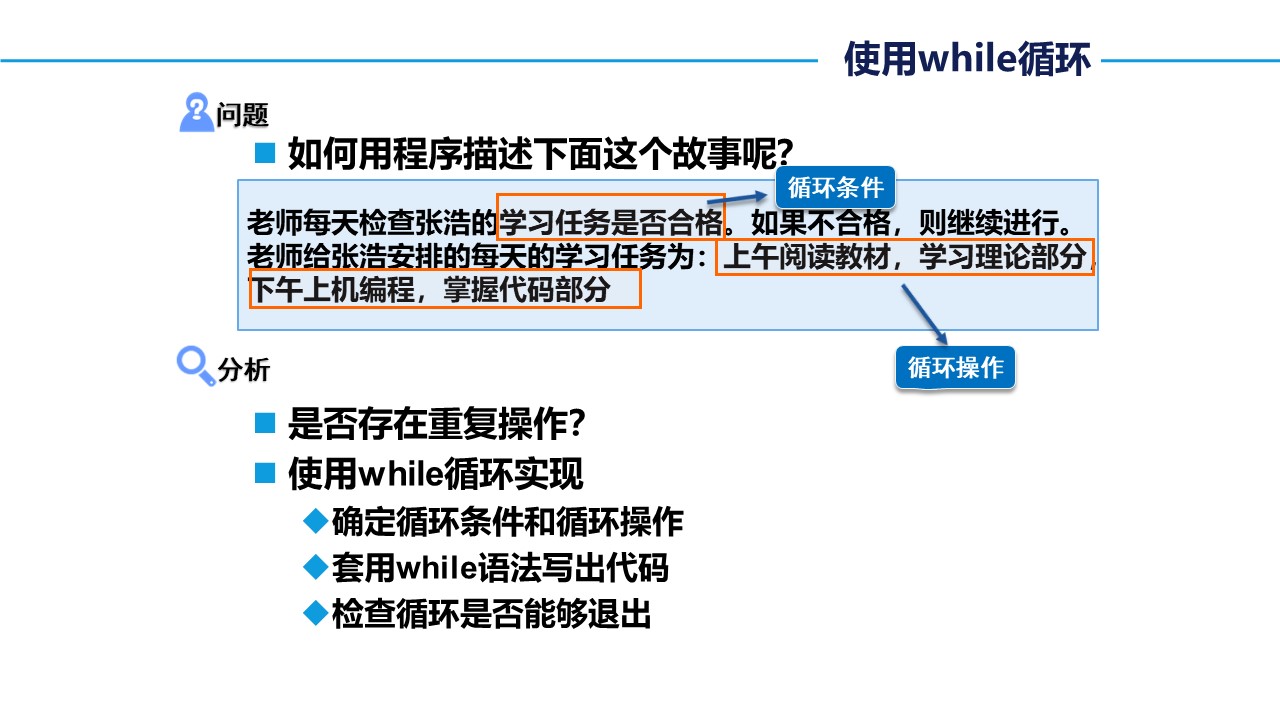 使用while循环
问题
如何用程序描述下面这个故事呢?
循环条件
老师每天检查张浩的学习任务是否合格。如果不合格，则继续进行。
老师给张浩安排的每天的学习任务为：上午阅读教材，学习理论部分，
下午上机编程，掌握代码部分
循环操作
分析
是否存在重复操作?
使用while循环实现
确定循环条件和循环操作
套用while语法写出代码
检查循环是否能够退出